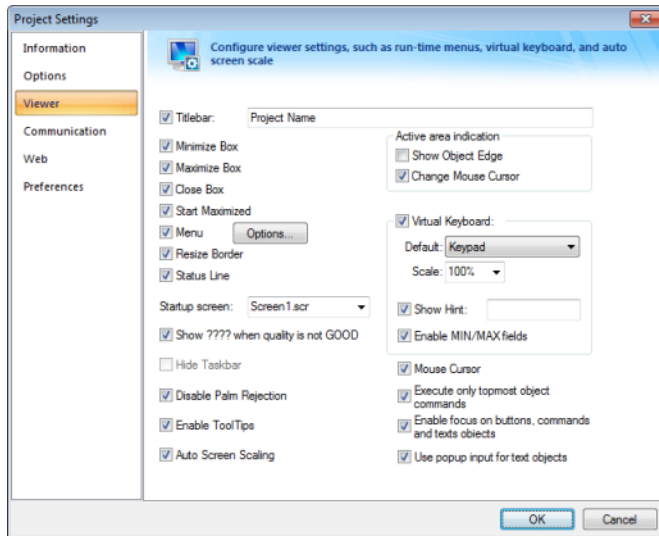 Project Settings
Information
Options
Viewer
Communication
Web
Preferences
Configure viewer settings, such as run-time menus, virtual keyboard, and auto
screen scale
Titlebar: Project Name
Minimize Box
Maximize Box
Close Box
Start Maximized
Menu Options...
Resize Border
Status Line
Startup screen: Screen1.scr
Show ???? when quality is not GOOD
Hide Taskbar
Disable Palm Rejection
Enable ToolTips
Auto Screen Scaling
Active area indication
Show Object Edge
Change Mouse Cursor
Virtual Keyboard:
Default: Keypad
Scale: 100%
Show Hint:
Enable MIN/MAX fields
Mouse Cursor
Execute only topmost object
commands
Enable focus on buttons, commands
and texts objects
Use popup input for text objects
OK Cancel